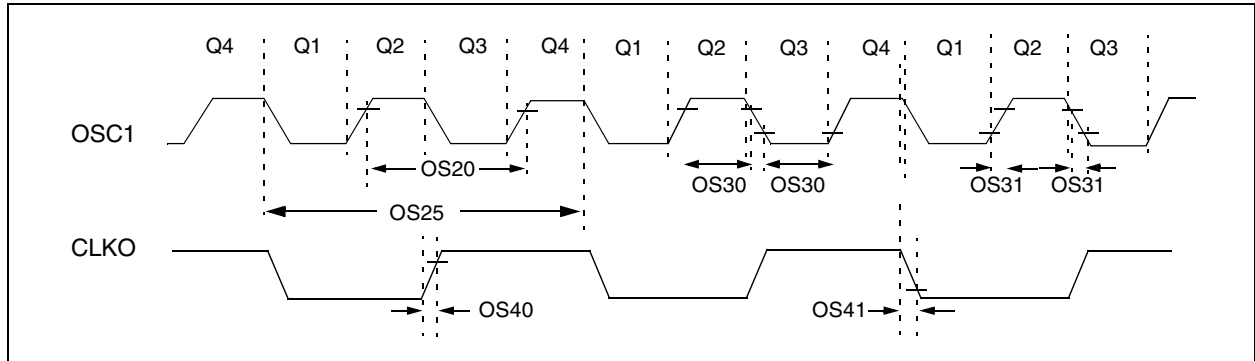 Q4 Q1 Q2 Q3 Q4 Q1 Q2 Q3 Q4 Q1 Q2 Q3
OSC1
OS20 OS30 OS30 OS31 OS31
OS25
CLKO
OS40 OS41